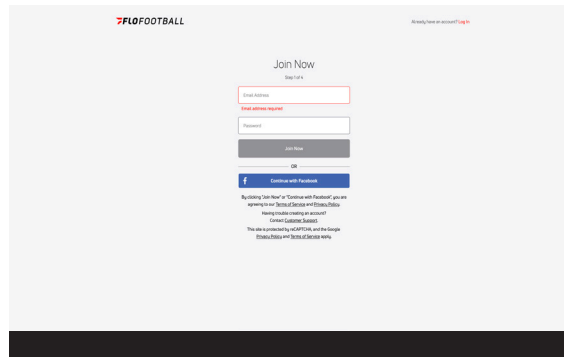 FLOFOOTBALL
Already have an account? Log In
Join Now
Step 1 of 4
Email Address
Email address required
Password
Join Now
OR
Continue with Facebook
By clicking "Join Now" or "Continue with Facebook", you are
agreeing to our Terms of Service and Privacy Policy.
Having trouble creating an account?
Contact Customer Support.
This site is protected by reCAPTCHA, and the Google
Privacy Policy and Terms of Service apply.